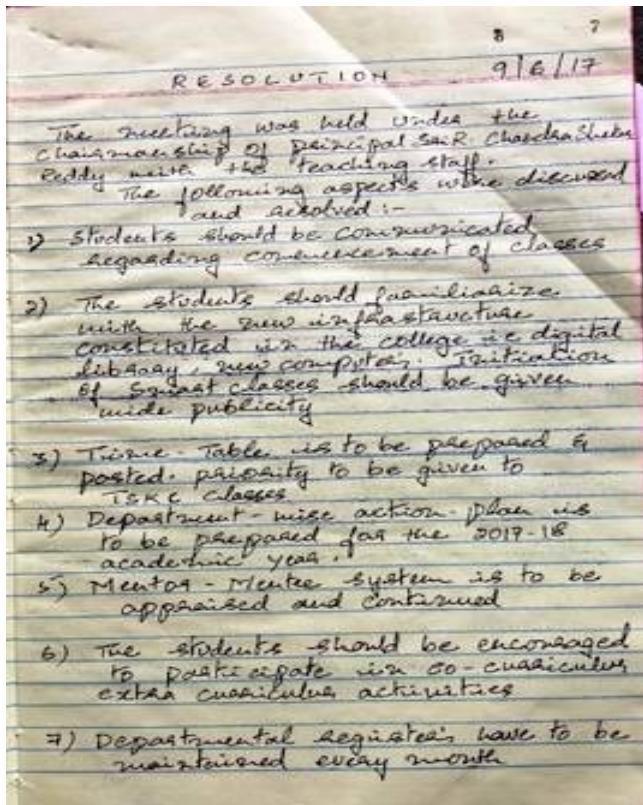 8 7
RESOLUTION 9/6/17
The meeting was held under the
chairmanship of principal Sri R. Chandra Sheker
Reddy with the teaching staff.
The following aspects were discussed
and resolved :-
1) Students should be communicated
regarding commencement of classes
2) The students should familiarize
with the new infrastructure
constituted in the college ie digital
library, new computers, Initiation
of Smart classes should be given
wide publicity
3) Time-Table is to be prepared &
posted. priority to be given to
TSKC classes
4) Department-wise action-plan is
to be prepared for the 2017-18
academic year.
5) Mentor-Mentee system is to be
appraised and continued
6) The students should be encouraged
to participate in co-curricular
extra curricular activities
7) Departmental registers have to be
maintained every month